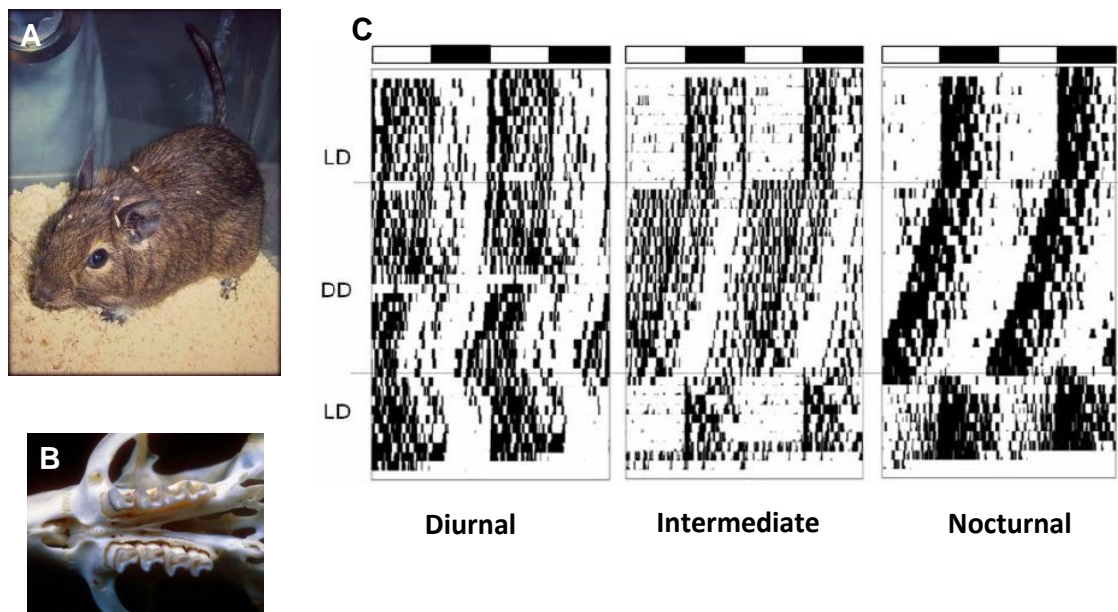 A
B
C
LD
DD
LD
Diurnal
Intermediate
Nocturnal